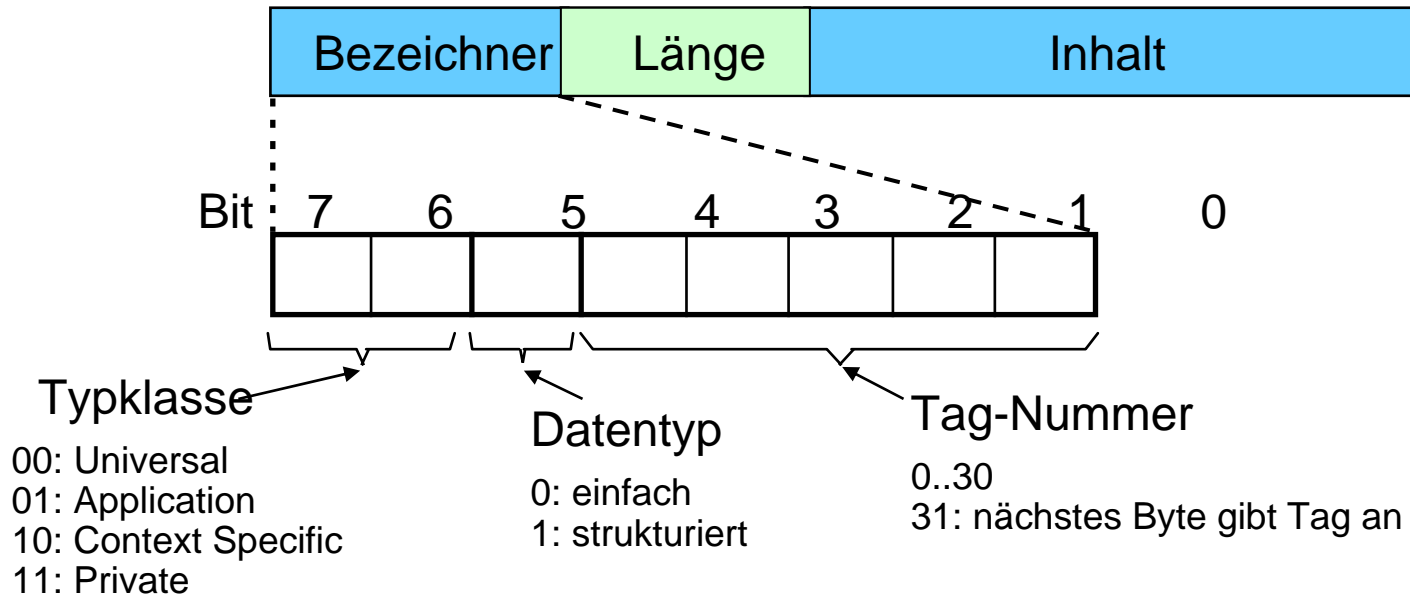 Bezeichner Länge Inhalt
Bit 7 6 5 4 3 2 1 0
Typklasse
00: Universal
01: Application
10: Context Specific
11: Private
Datentyp
0: einfach
1: strukturiert
Tag-Nummer
0..30
31: nächstes Byte gibt Tag an